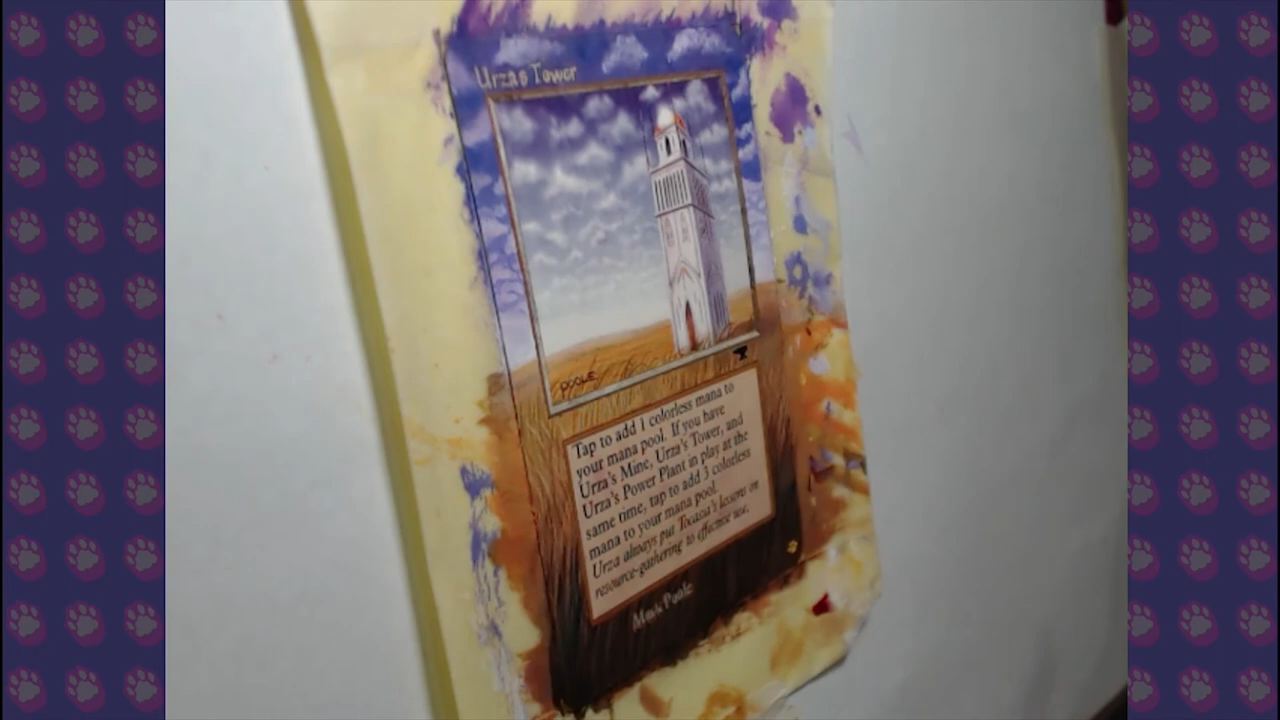 Urzas Tower
POOLE
Tap to add 1 colorless mana to
your mana pool. If you have
Urza's Mine, Urza's Tower, and
Urza's Power Plant in play at the
same time, tap to add 3 colorless
mana to your mana pool.
Urza always put Tocasia's lessons on
resource-gathering to effective use.
Mark Poole